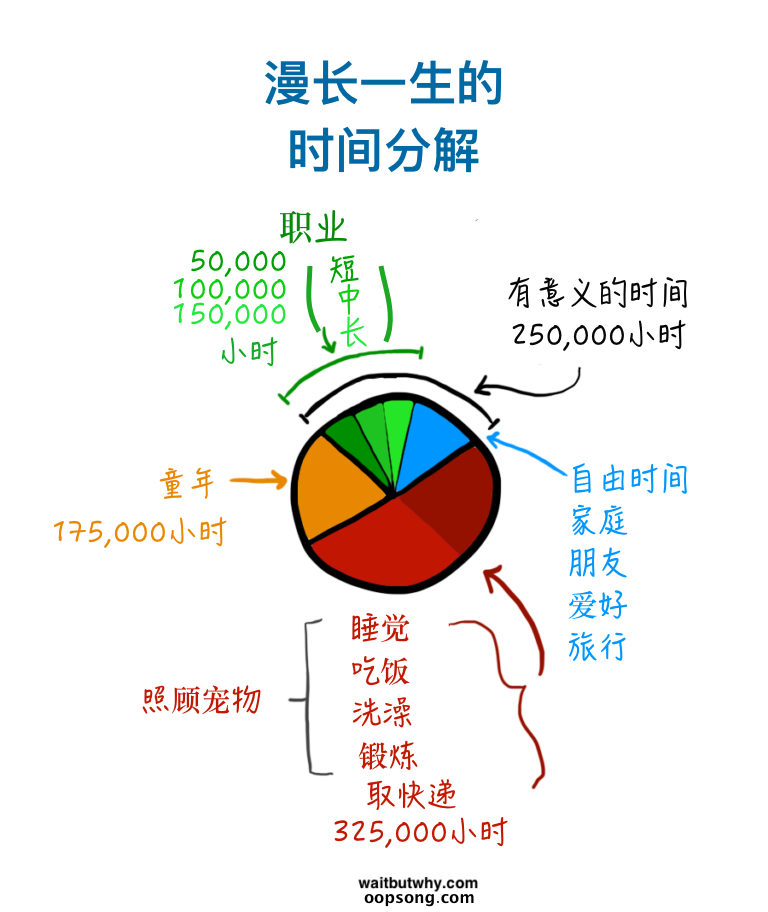 漫长一生的
时间分解
职业
50,000
100,000
150,000
小时
短
中
长
有意义的时间
250,000小时
童年
175,000小时
自由时间
家庭
朋友
爱好
旅行
睡觉
吃饭
洗澡
锻炼
取快递
325,000小时
照顾宠物
waitbutwhy.com
oopsong.com